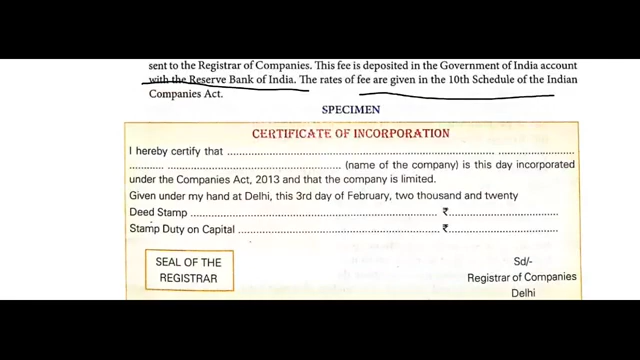 sent to the Registrar of Companies. This fee is deposited in the Government of India account
with the Reserve Bank of India. The rates of fee are given in the 10th Schedule of the Indian
Companies Act.
SPECIMEN
CERTIFICATE OF INCORPORATION
I hereby certify that ............................................................................ ......................
............ .................................................... (name of the company) is this day incorporated
under the Companies Act, 2013 and that the company is limited.
Given under my hand at Delhi, this 3rd day of February, two thousand and twenty
Deed Stamp ....................................................................... ₹................................
Stamp Duty on Capital ......................................................... ₹................................
SEAL OF THE
REGISTRAR
Sd/-
Registrar of Companies
Delhi